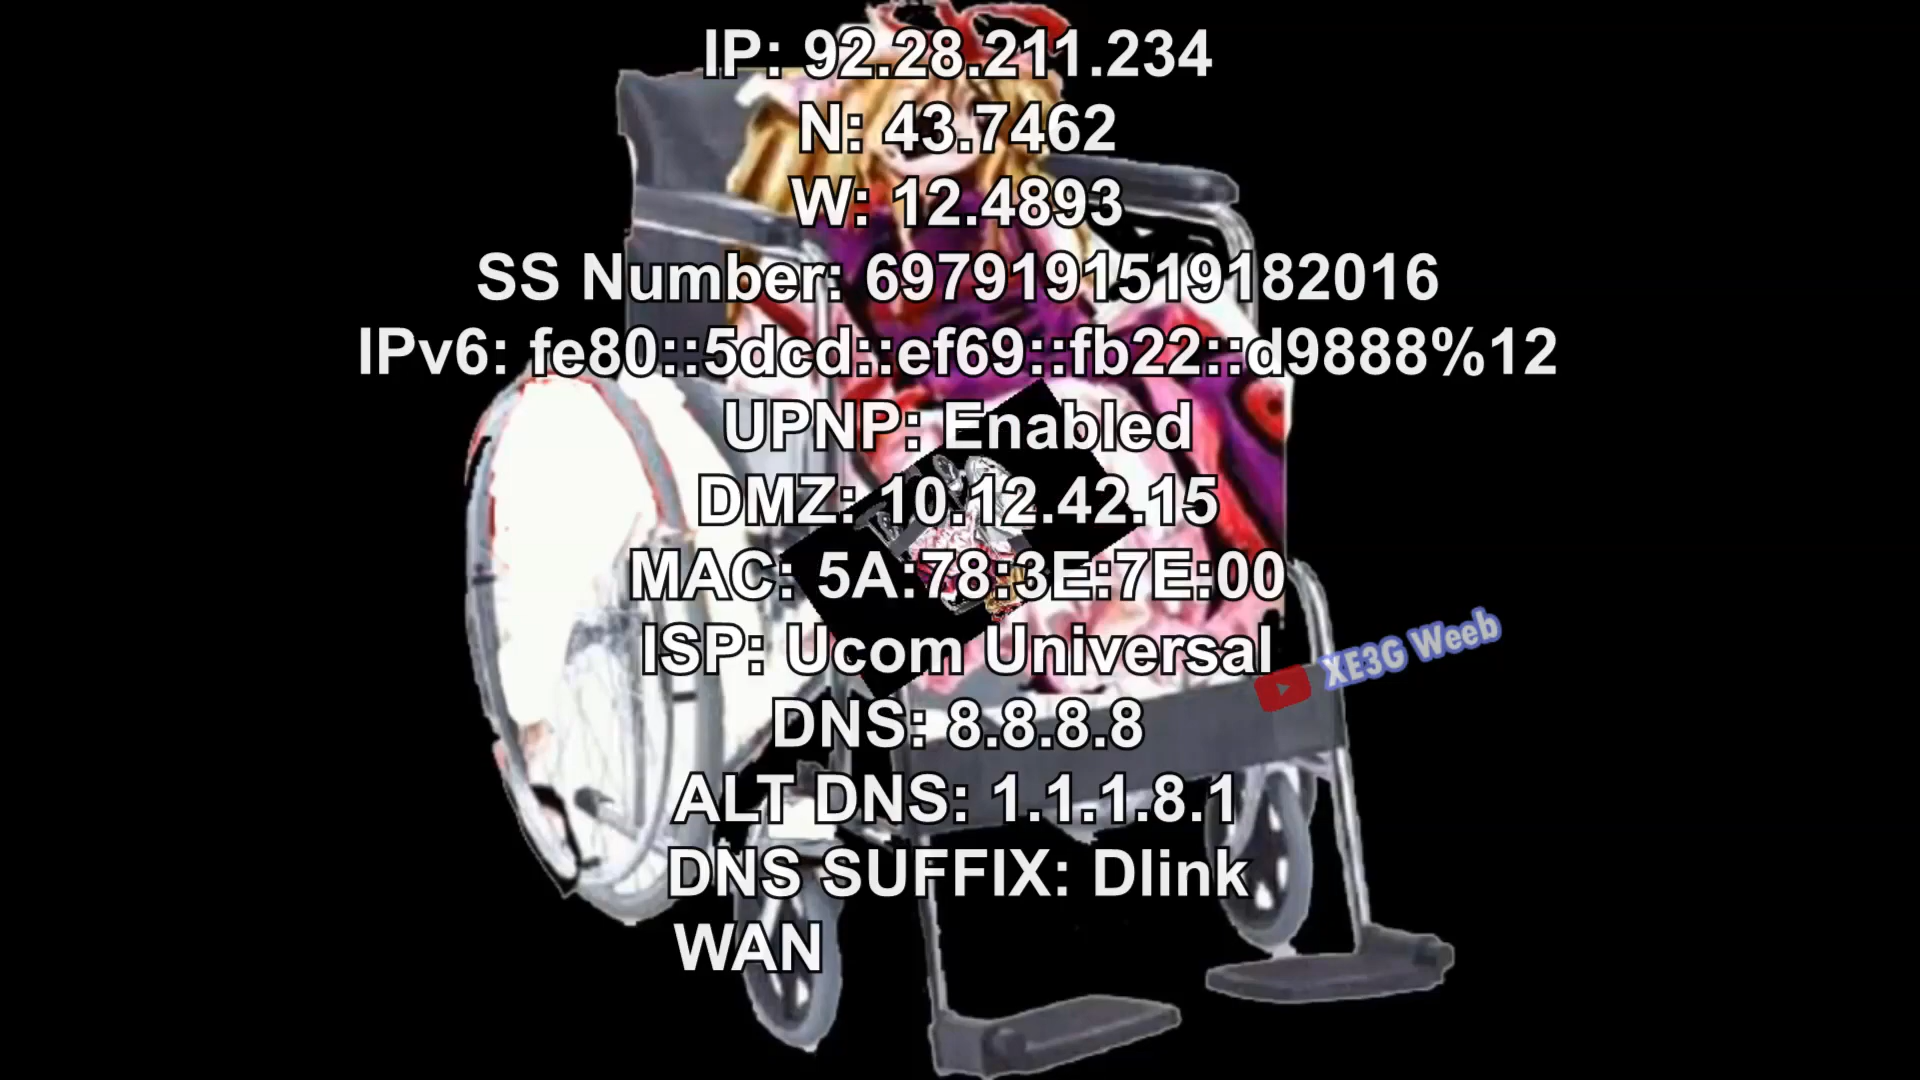 IP: 92.28.211.234
N: 43.7462
W: 12.4893
SS Number: 6979191519182016
IPv6: fe80::5dcd::ef69::fb22::d9888%12
UPNP: Enabled
DMZ: 10.12.42.15
MAC: 5A:78:3E:7E:00
ISP: Ucom Universal
XE3G Weeb
DNS: 8.8.8.8
ALT DNS: 1.1.1.8.1
DNS SUFFIX: Dlink
WAN